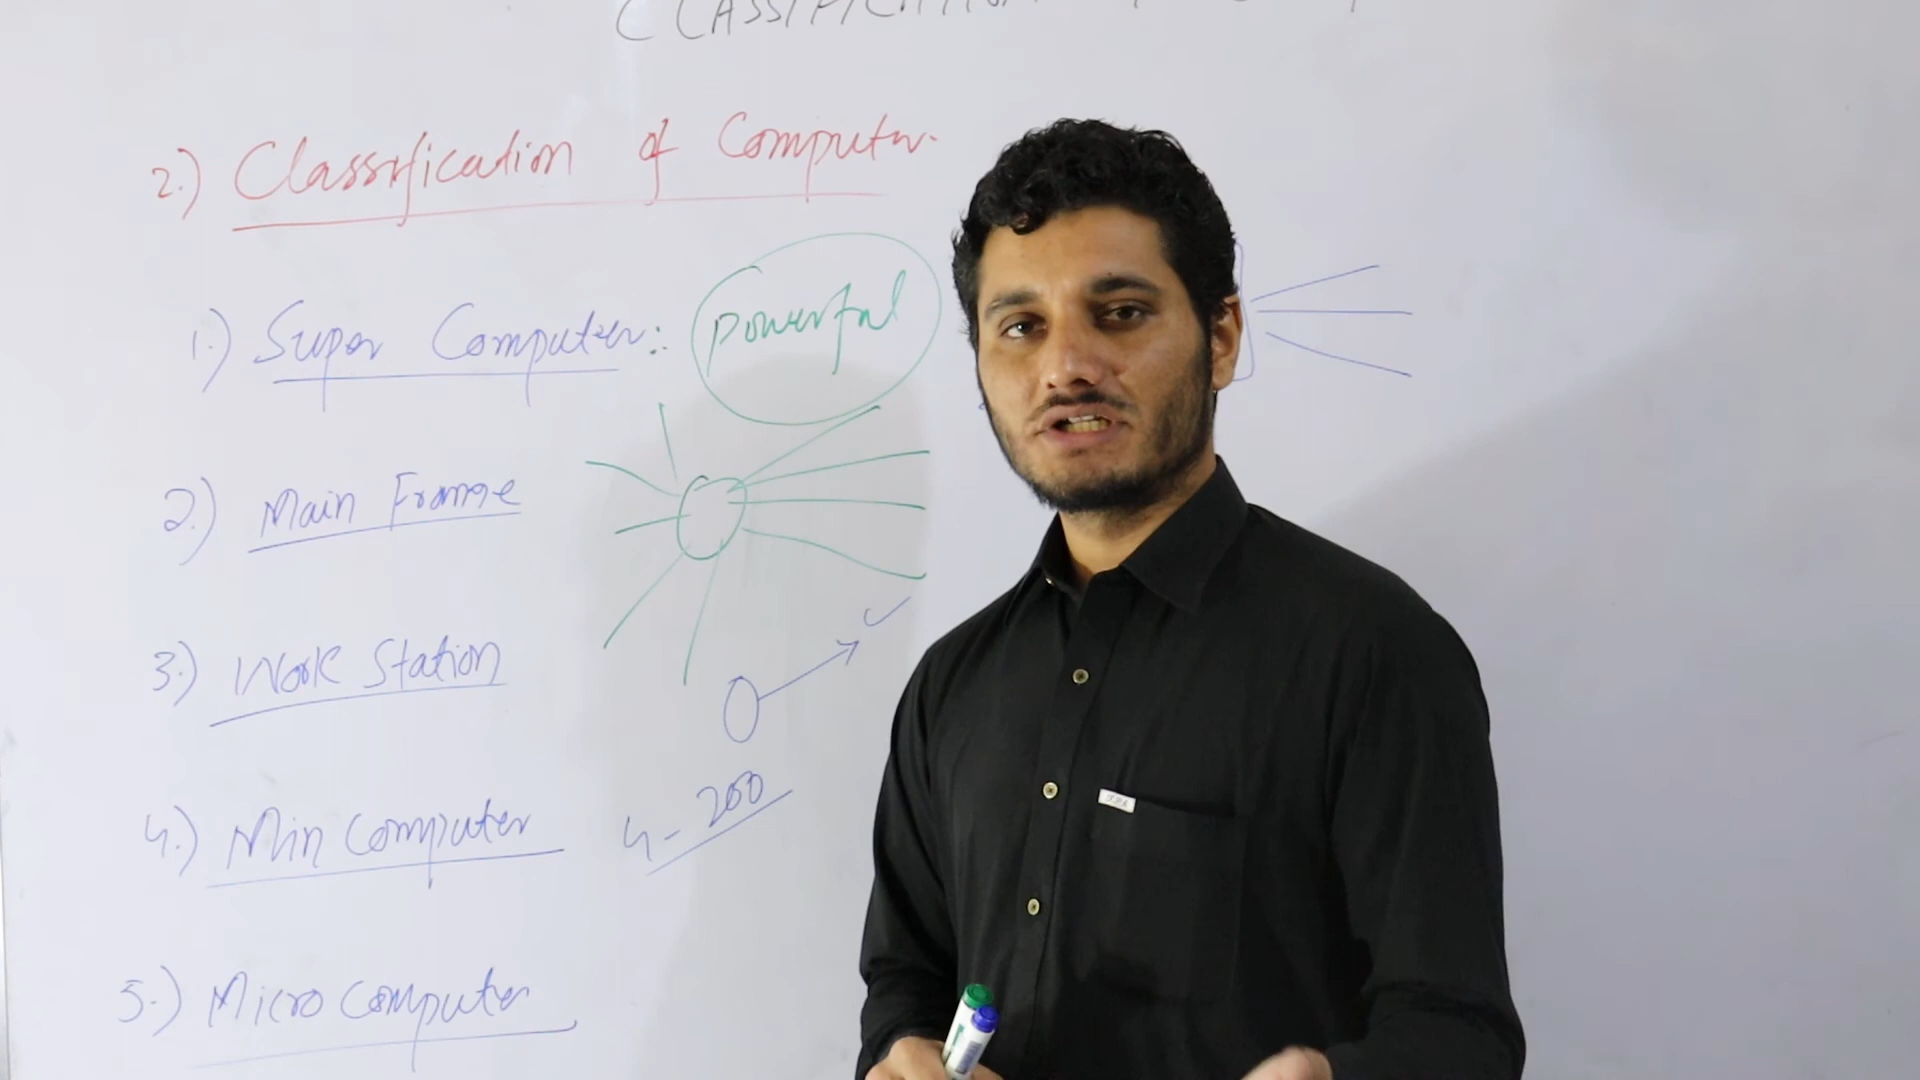 CLASSIFICATION
2.) Classification of Computer.
1.) Super Computer: Powerful
2.) Main Frame
3.) Work Station
4.) Min Computer 4-200
5.) Micro Computer